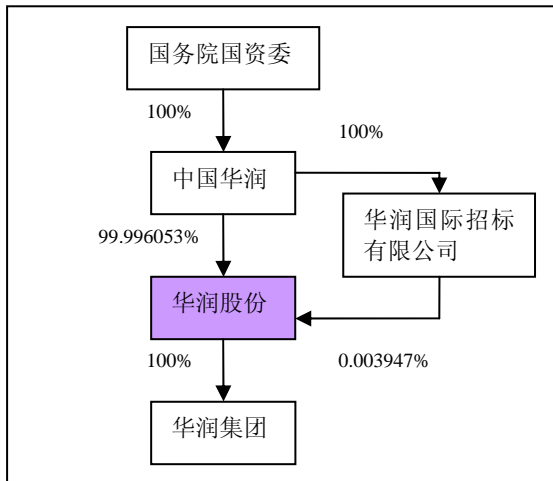 国务院国资委
100%
100%
中国华润
华润国际招标
有限公司
99.996053%
华润股份
100%
0.003947%
华润集团